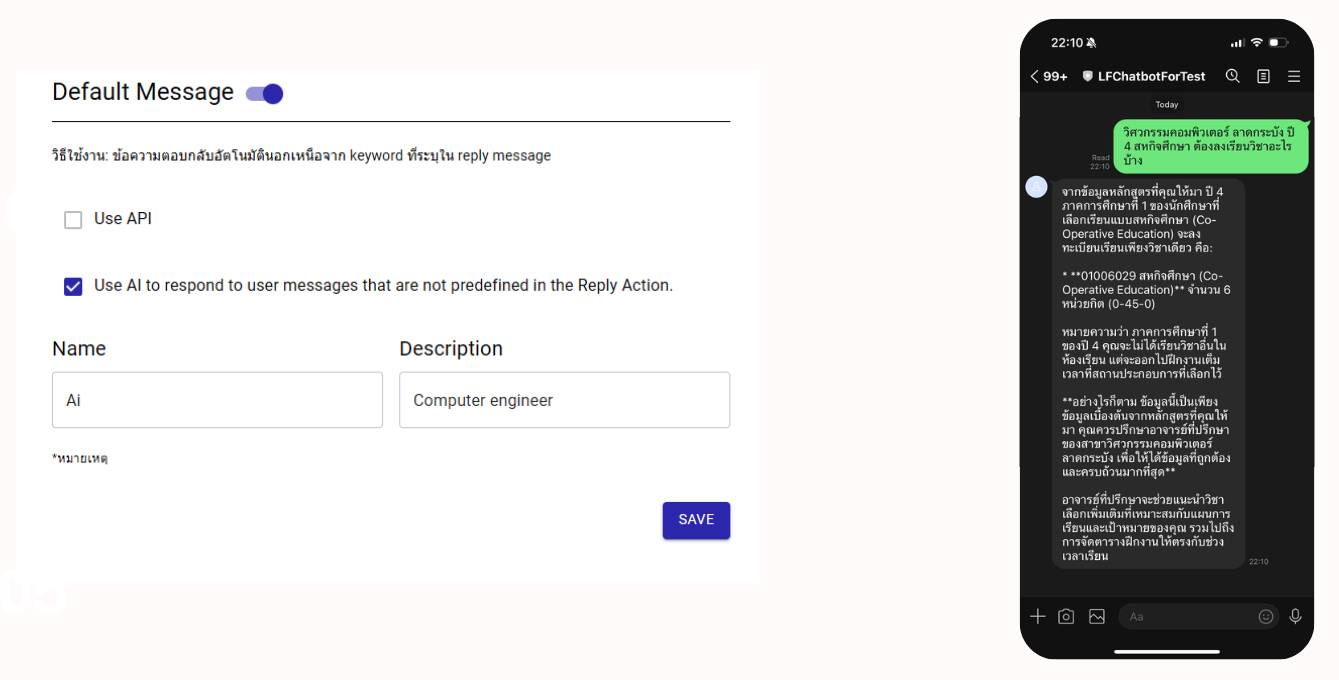 Default Message
วิธีใช้งาน: ข้อความตอบกลับอัตโนมัตินอกเหนือจาก keyword ที่ระบุใน reply message
Use API
Use AI to respond to user messages that are not predefined in the Reply Action.
Name
Description
Ai
Computer engineer
*หมายเหตุ
SAVE
05
22:10
99+
LFChatbotForTest
Today
วิศวกรรมคอมพิวเตอร์ ลาดกระบัง ปี
4 สหกิจศึกษา ต้องลงเรียนวิชาอะไร
บ้าง
Read
22:10
จากข้อมูลหลักสูตรที่คุณให้มา ปี 4
ภาคการศึกษาที่ 1 ของนักศึกษาที่
เลือกเรียนแบบสหกิจศึกษา (Co-
Operative Education) จะลง
ทะเบียนเรียนเพียงวิชาเดียว คือ:
* **01006029 สหกิจศึกษา (Co-
Operative Education)** จำนวน 6
หน่วยกิต (0-45-0)
หมายความว่า ภาคการศึกษาที่ 1
ของปี 4 คุณจะไม่ได้เรียนวิชาอื่นใน
ห้องเรียน แต่จะออกไปฝึกงานเต็ม
เวลาที่สถานประกอบการที่เลือกไว้
**อย่างไรก็ตาม ข้อมูลนี้เป็นเพียง
ข้อมูลเบื้องต้นจากหลักสูตรที่คุณให้
มา คุณควรปรึกษาอาจารย์ที่ปรึกษา
ของสาขาวิศวกรรมคอมพิวเตอร์
ลาดกระบัง เพื่อให้ได้ข้อมูลที่ถูกต้อง
และครบถ้วนมากที่สุด**
อาจารย์ที่ปรึกษาจะช่วยแนะนำวิชา
เลือกเพิ่มเติมที่เหมาะสมกับแผนการ
เรียนและเป้าหมายของคุณ รวมไปถึง
การจัดตารางฝึกงานให้ตรงกับช่วง
เวลาเรียน
22:10
Aa